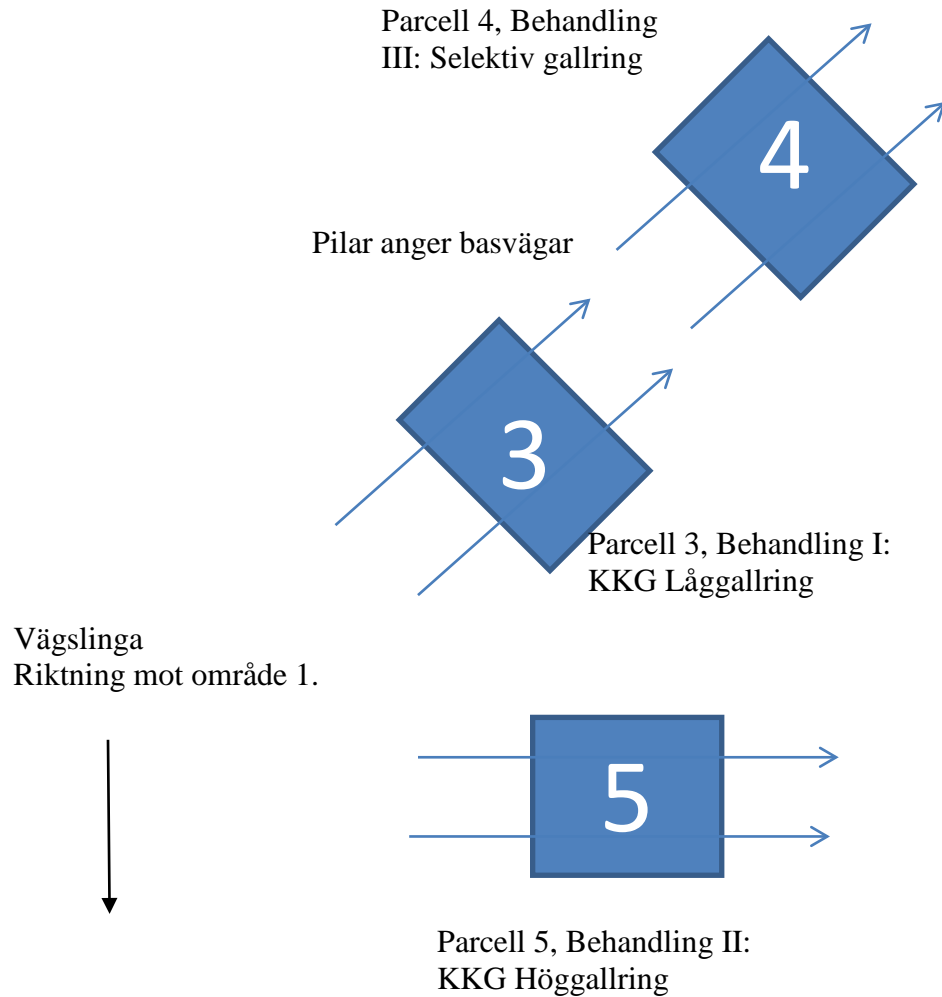 Parcell 4, Behandling
III: Selektiv gallring
4
Pilar anger basvägar
3
Parcell 3, Behandling I:
KKG Låggallring
Vägslinga
Riktning mot område 1.
5
Parcell 5, Behandling II:
KKG Höggallring